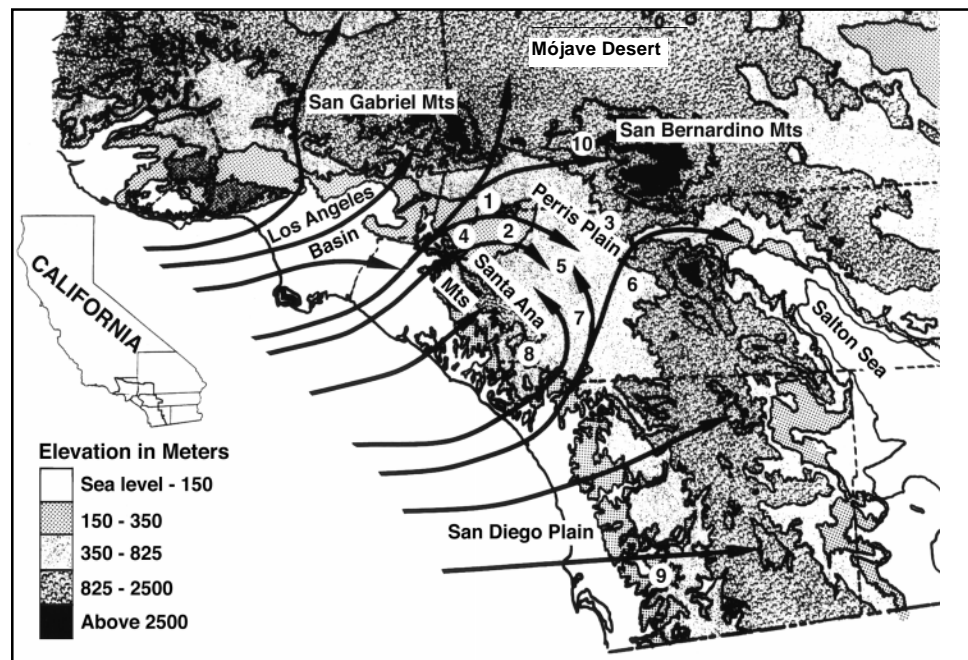 Mójave Desert
San Gabriel Mts
San Bernardino Mts
10
Los Angeles
Basin
1
2
3
4
Perris Plain
5
Santa Ana
Mts
6
7
8
Salton Sea
CALIFORNIA
San Diego Plain
9
Elevation in Meters
Sea level - 150
150 - 350
350 - 825
825 - 2500
Above 2500